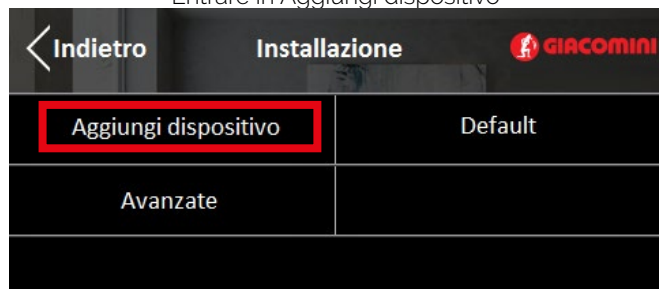 Entrare in Aggiungi dispositivo
Indietro Installazione GIACOMINI
Aggiungi dispositivo Default
Avanzate